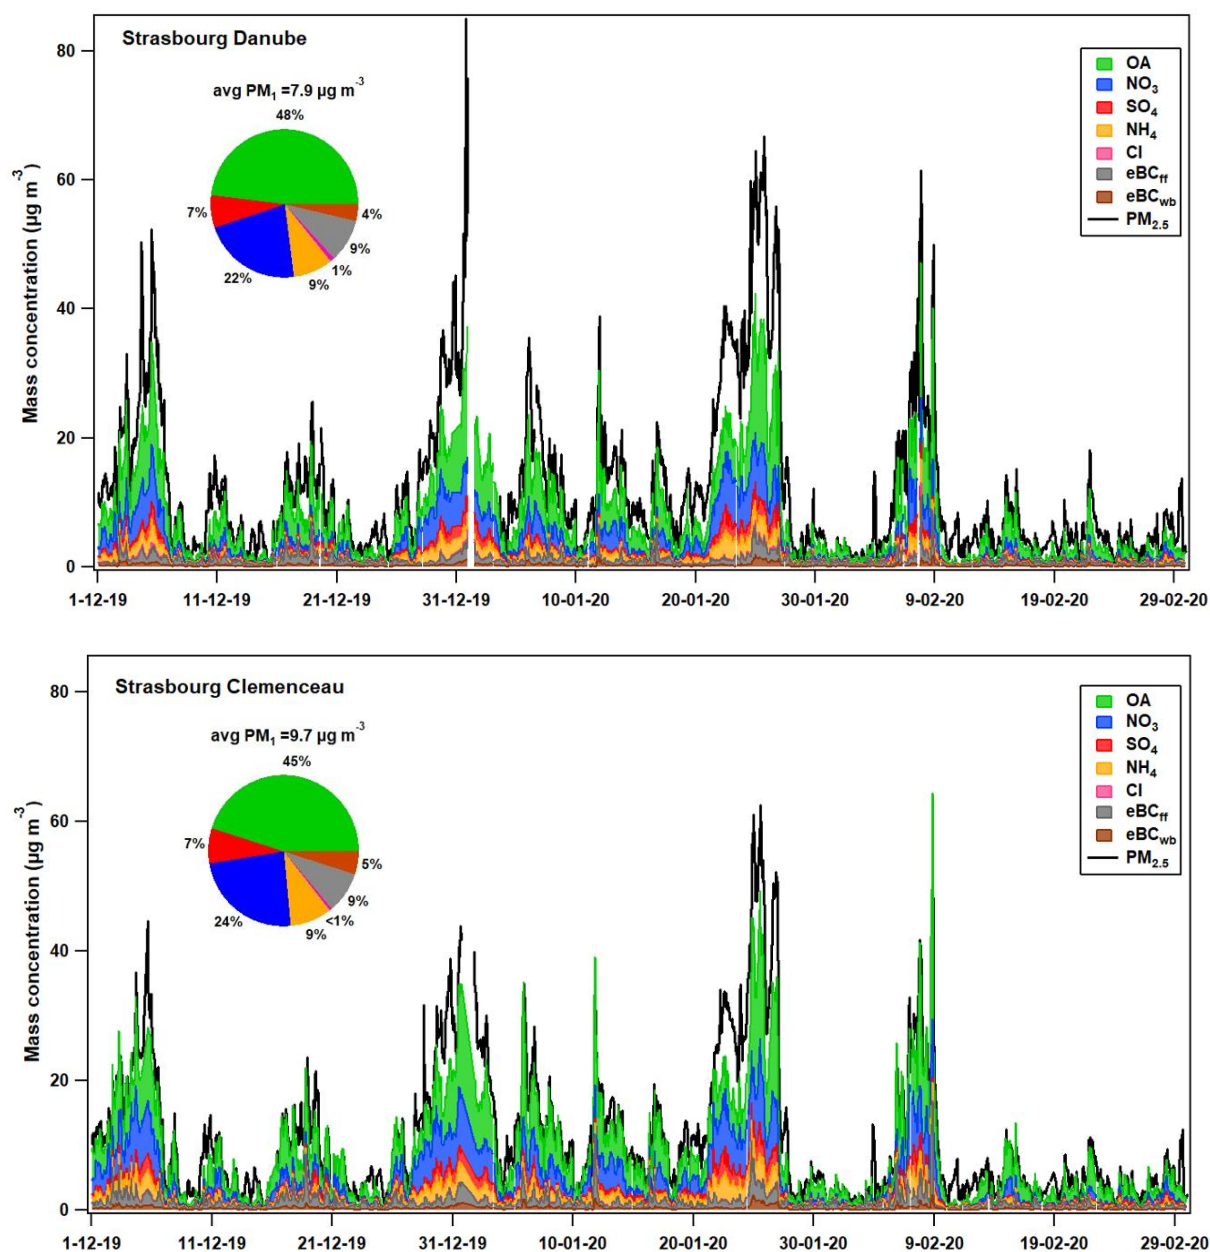 Strasbourg Danube
avg PM1 =7.9 µg m-3
48%
7%
22%
9%
1%
9%
4%
OA
NO3
SO4
NH4
Cl
eBCff
eBCwb
PM2.5
Mass concentration (µg m-3)
80
60
40
20
0
1-12-19 11-12-19 21-12-19 31-12-19 10-01-20 20-01-20 30-01-20 9-02-20 19-02-20 29-02-20
Strasbourg Clemenceau
avg PM1 =9.7 µg m-3
45%
7%
24%
9%
<1%
9%
5%
OA
NO3
SO4
NH4
Cl
eBCff
eBCwb
PM2.5
Mass concentration (µg m-3)
80
60
40
20
0
1-12-19 11-12-19 21-12-19 31-12-19 10-01-20 20-01-20 30-01-20 9-02-20 19-02-20 29-02-20